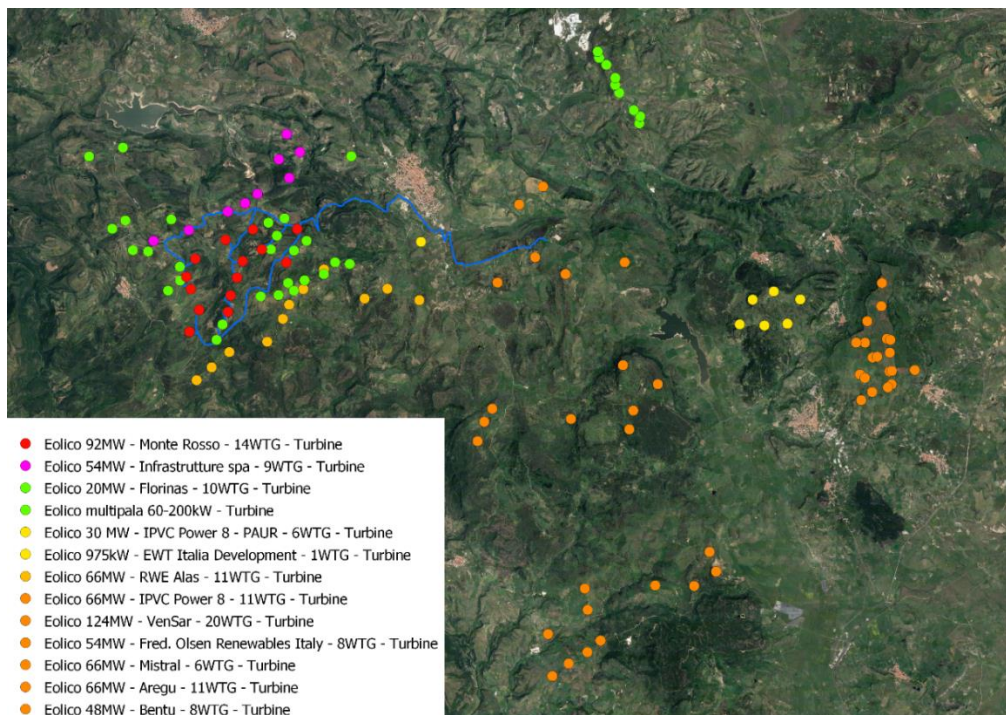 Eolico 92MW - Monte Rosso - 14WTG - Turbine
Eolico 54MW - Infrastrutture spa - 9WTG - Turbine
Eolico 20MW - Florinas - 10WTG - Turbine
Eolico multipala 60-200kW - Turbine
Eolico 30 MW - IPVC Power 8 - PAUR - 6WTG - Turbine
Eolico 975kW - EWT Italia Development - 1WTG - Turbine
Eolico 66MW - RWE Alas - 11WTG - Turbine
Eolico 66MW - IPVC Power 8 - 11WTG - Turbine
Eolico 124MW - VenSar - 20WTG - Turbine
Eolico 54MW - Fred. Olsen Renewables Italy - 8WTG - Turbine
Eolico 66MW - Mistral - 6WTG - Turbine
Eolico 66MW - Aregu - 11WTG - Turbine
Eolico 48MW - Bentu - 8WTG - Turbine